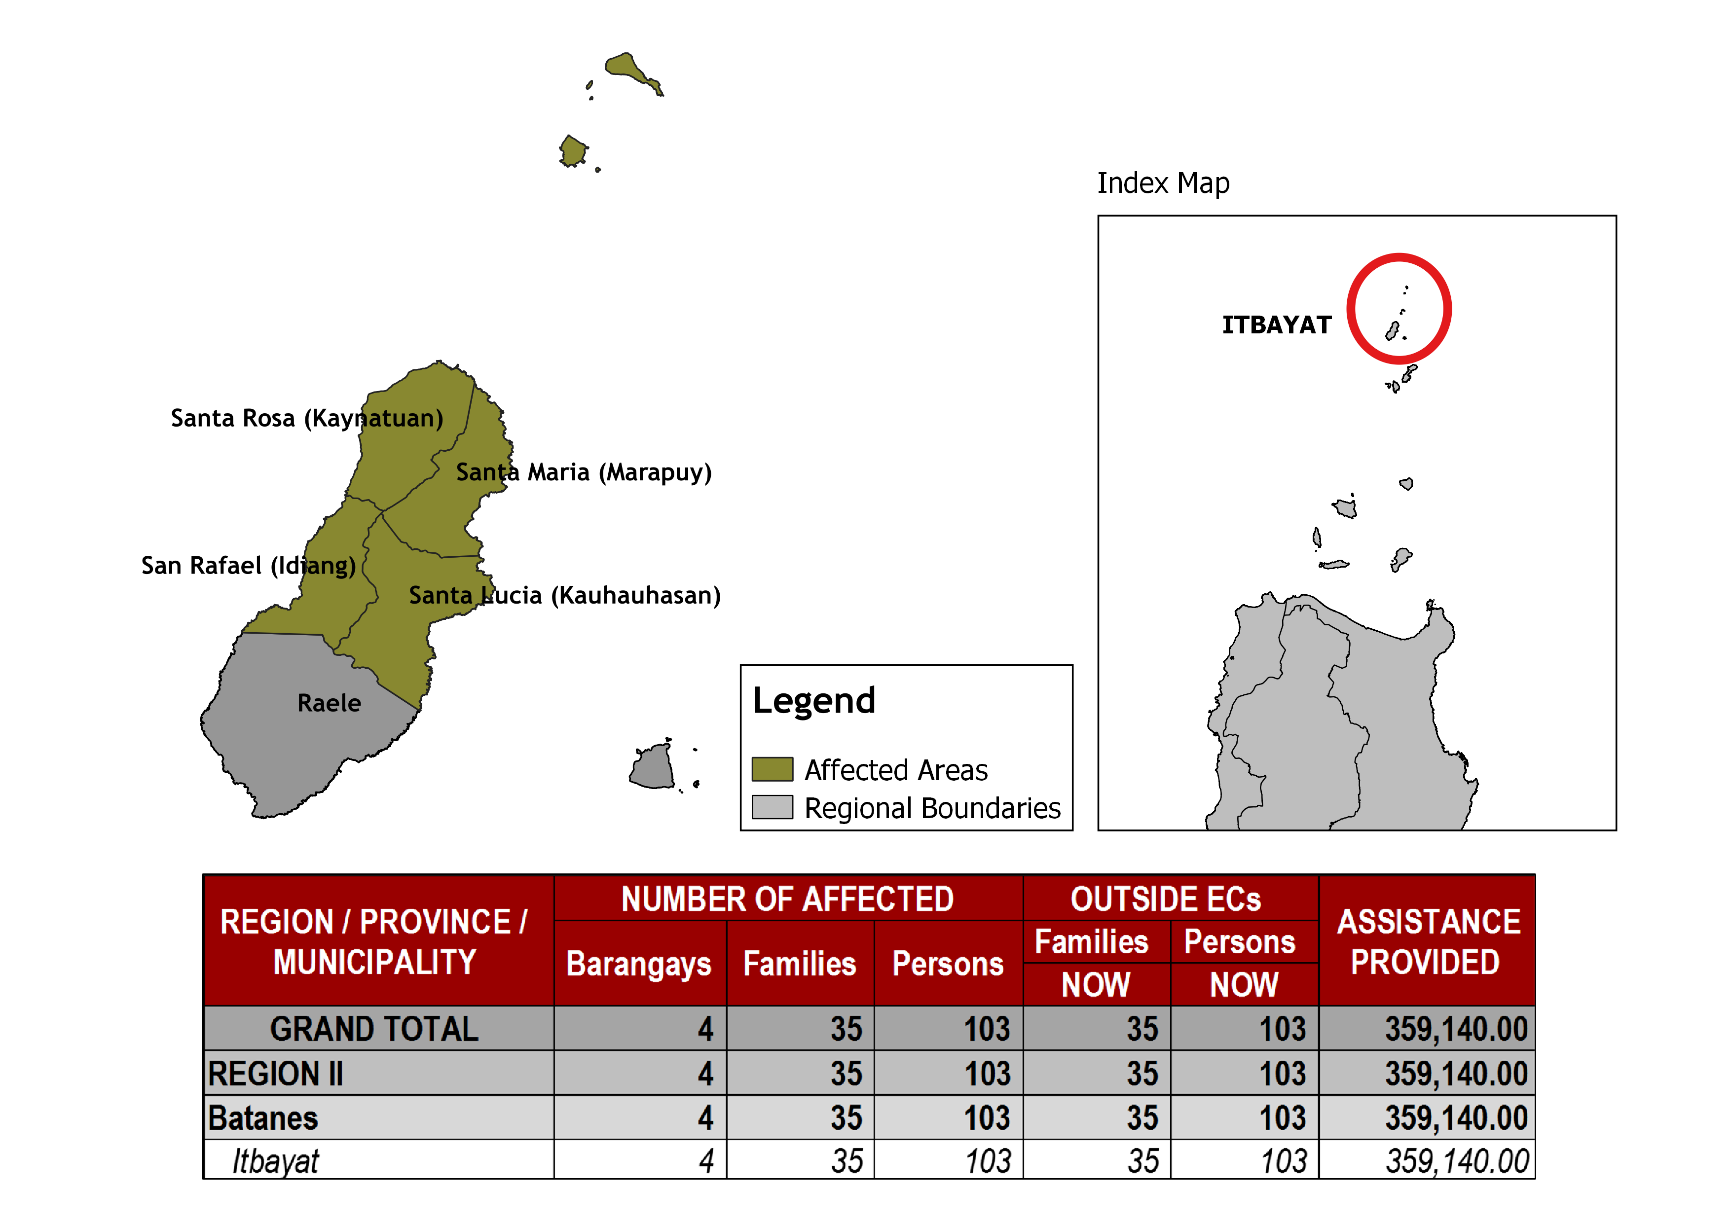 Index Map
ITBAYAT
Santa Rosa (Kaynatuan)
Santa Maria (Marapuy)
San Rafael (Idiang)
Santa Lucia (Kauhauhasan)
Raele
Legend
Affected Areas
Regional Boundaries
REGION / PROVINCE / MUNICIPALITY
NUMBER OF AFFECTED
OUTSIDE ECs
ASSISTANCE PROVIDED
Barangays Families Persons
Families Persons
NOW NOW
GRAND TOTAL 4 35 103 35 103 359,140.00
REGION II 4 35 103 35 103 359,140.00
Batanes 4 35 103 35 103 359,140.00
Itbayat 4 35 103 35 103 359,140.00